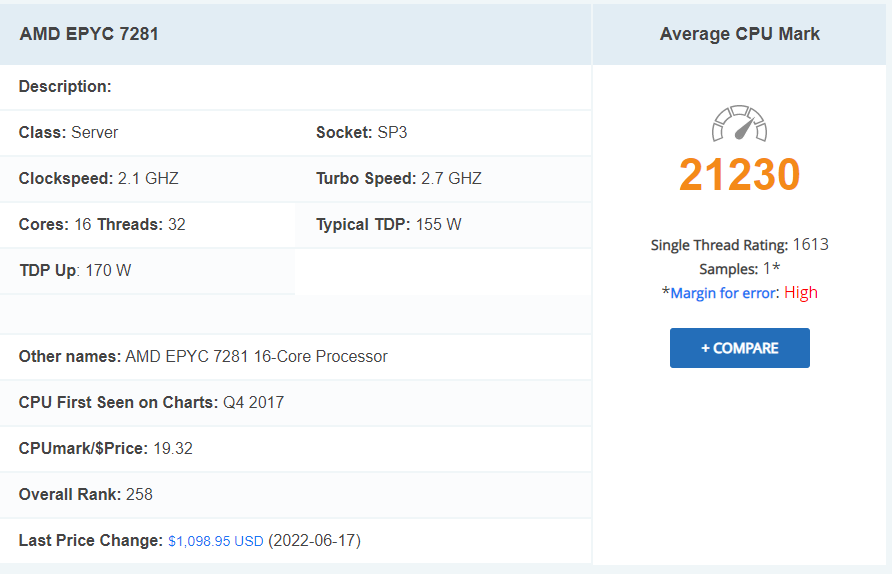 AMD EPYC 7281
Average CPU Mark
Description:
Class: Server
Socket: SP3
Clockspeed: 2.1 GHZ
Turbo Speed: 2.7 GHZ
Cores: 16 Threads: 32
Typical TDP: 155 W
TDP Up: 170 W
Other names: AMD EPYC 7281 16-Core Processor
CPU First Seen on Charts: Q4 2017
CPUmark/$Price: 19.32
Overall Rank: 258
Last Price Change: $1,098.95 USD (2022-06-17)
21230
Single Thread Rating: 1613
Samples: 1*
*Margin for error: High
+ COMPARE